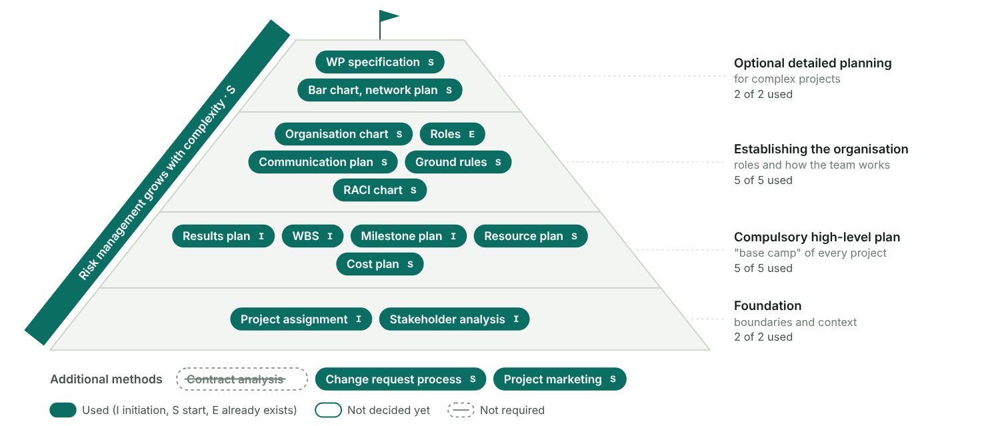 WP specification S
Bar chart, network plan S
Optional detailed planning
for complex projects
2 of 2 used
Risk management grows with complexity · S
Organisation chart S
Roles E
Communication plan S
Ground rules S
RACI chart S
Establishing the organisation
roles and how the team works
5 of 5 used
Results plan I
WBS I
Milestone plan I
Resource plan S
Cost plan S
Compulsory high-level plan
"base camp" of every project
5 of 5 used
Project assignment I
Stakeholder analysis I
Foundation
boundaries and context
2 of 2 used
Additional methods
Contract analysis
Change request process S
Project marketing S
Used (I initiation, S start, E already exists)
Not decided yet
Not required